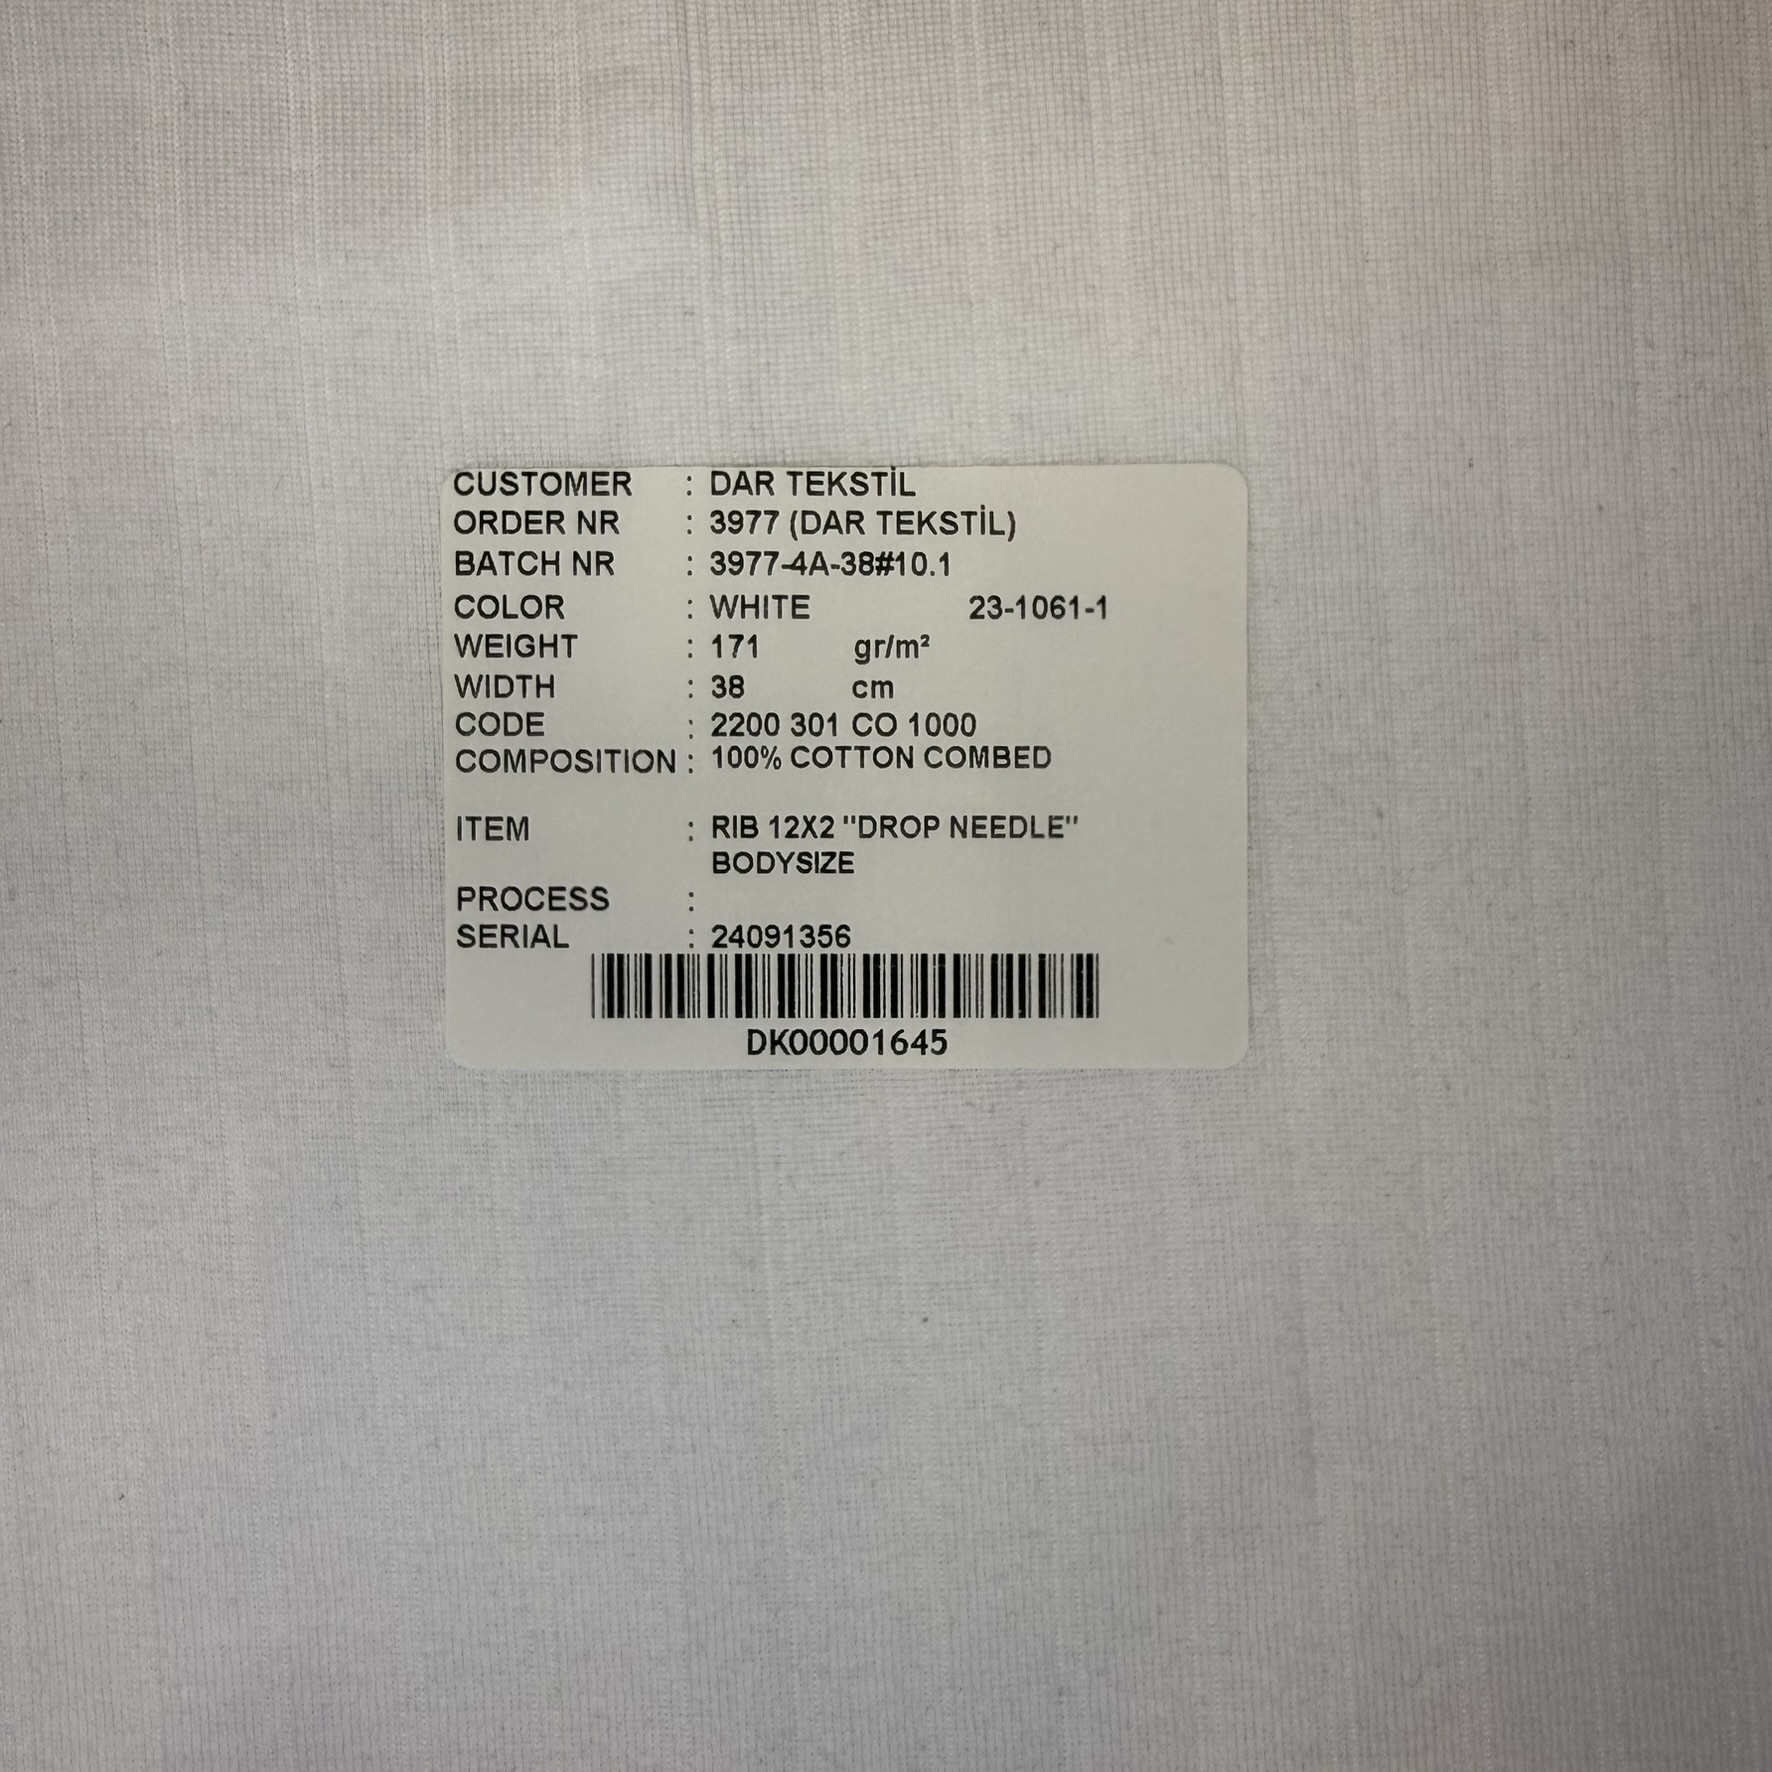 CUSTOMER : DAR TEKSTİL
ORDER NR : 3977 (DAR TEKSTİL)
BATCH NR : 3977-4A-38#10.1
COLOR : WHITE 23-1061-1
WEIGHT : 171 gr/m²
WIDTH : 38 cm
CODE : 2200 301 CO 1000
COMPOSITION : 100% COTTON COMBED
ITEM : RIB 12X2 "DROP NEEDLE"
BODYSIZE
PROCESS :
SERIAL : 24091356
DK00001645